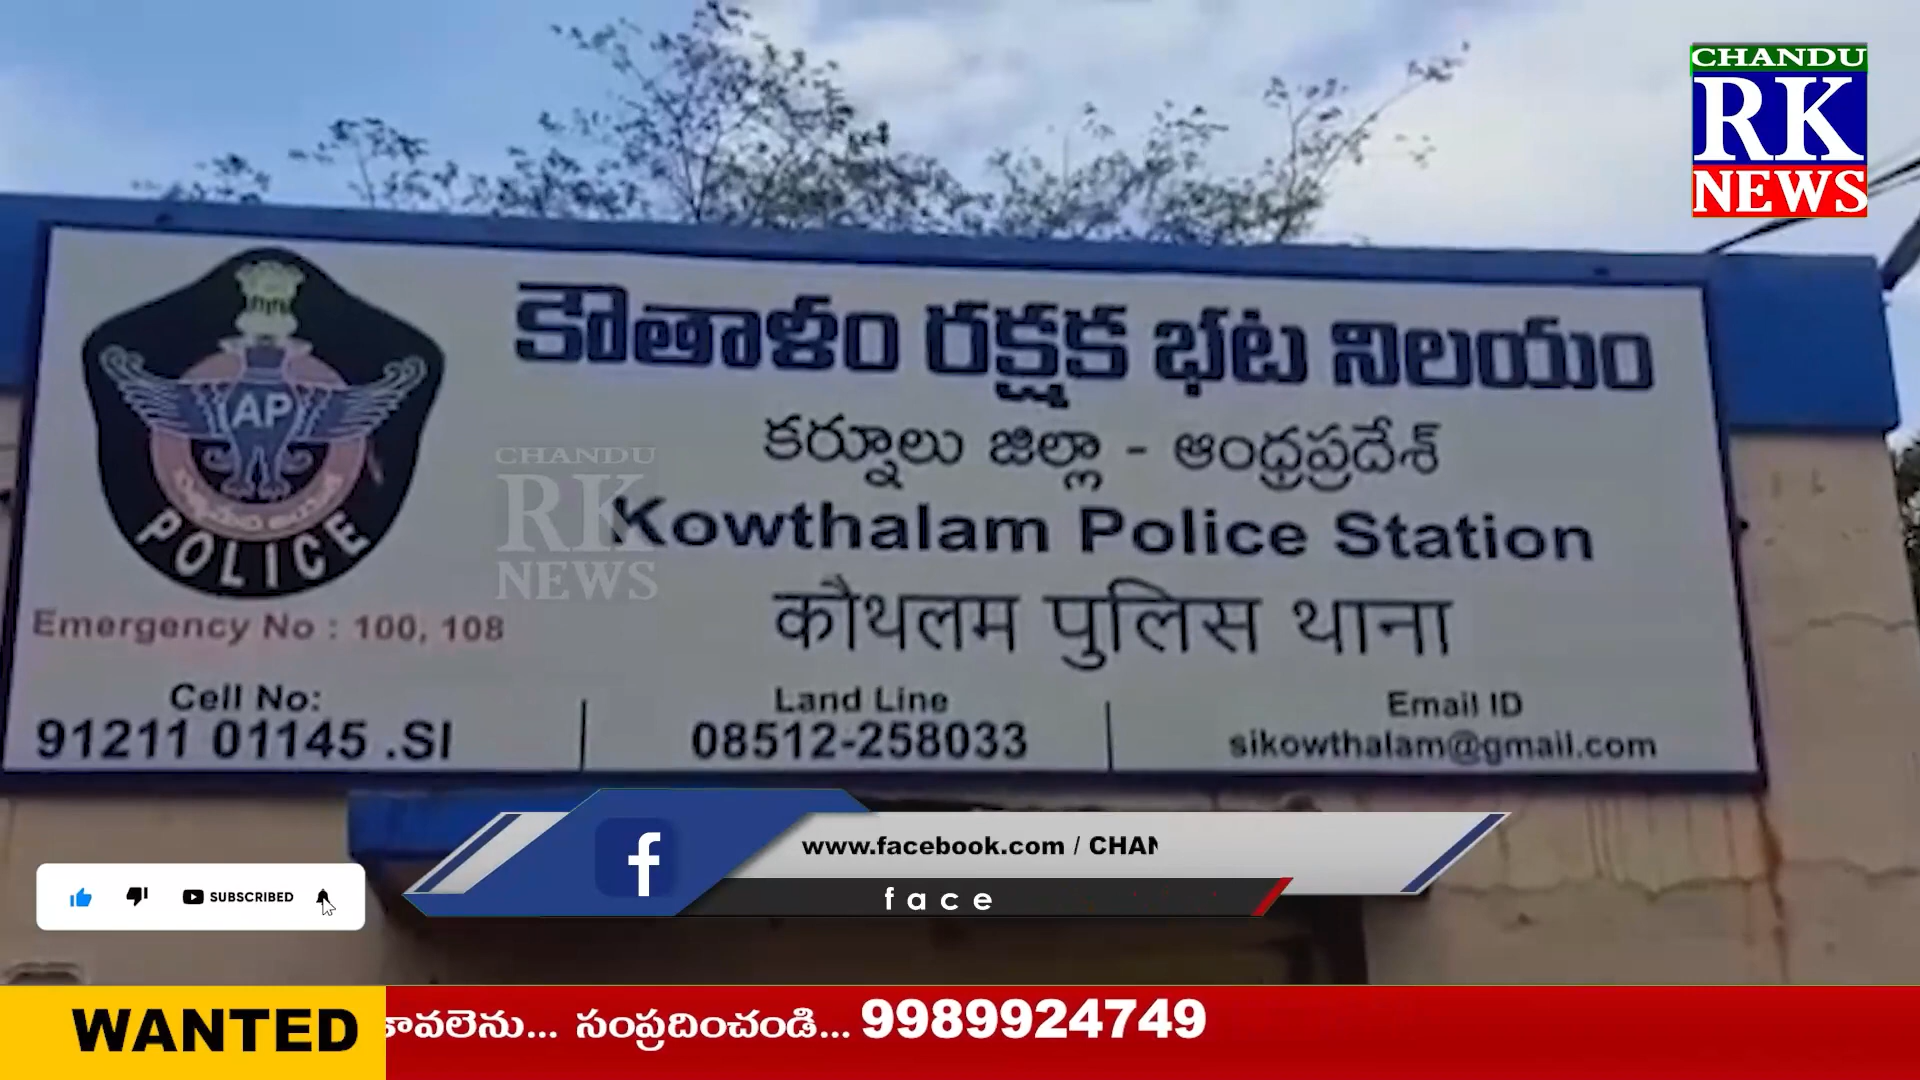 CHANDU
RK
NEWS
కౌతాళం రక్షక భట నిలయం
కర్నూలు జిల్లా - ఆంధ్రప్రదేశ్
Kowthalam Police Station
कौथलम पुलिस थाना
AP
POLICE
Emergency No : 100, 108
Cell No:
91211 01145 .SI
Land Line
08512-258033
Email ID
sikowthalam@gmail.com
CHANDU
RK
NEWS
www.facebook.com / CHAN
face
SUBSCRIBED
WANTED
కావలెను... సంప్రదించండి... 9989924749